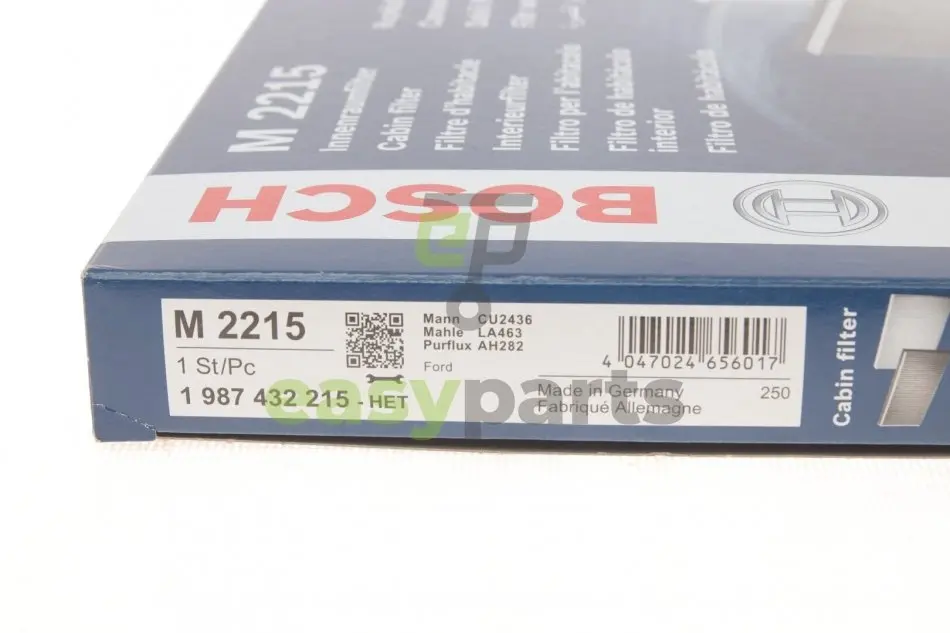 M 2215
Innenraumfilter
Cabin filter
Filtre d'habitacle
Interieurfilter
Filtro per l'abitacolo
Filtro de habitáculo
interior
Filtro de habitáculo
BOSCH
M 2215
1 St/Pc
1 987 432 215 - HET
Mann CU2436
Mahle LA463
Purflux AH282
Ford
4 047024 656017
Made in Germany
Fabriqué Allemagne
250
Cabin filter
ep
easyparts